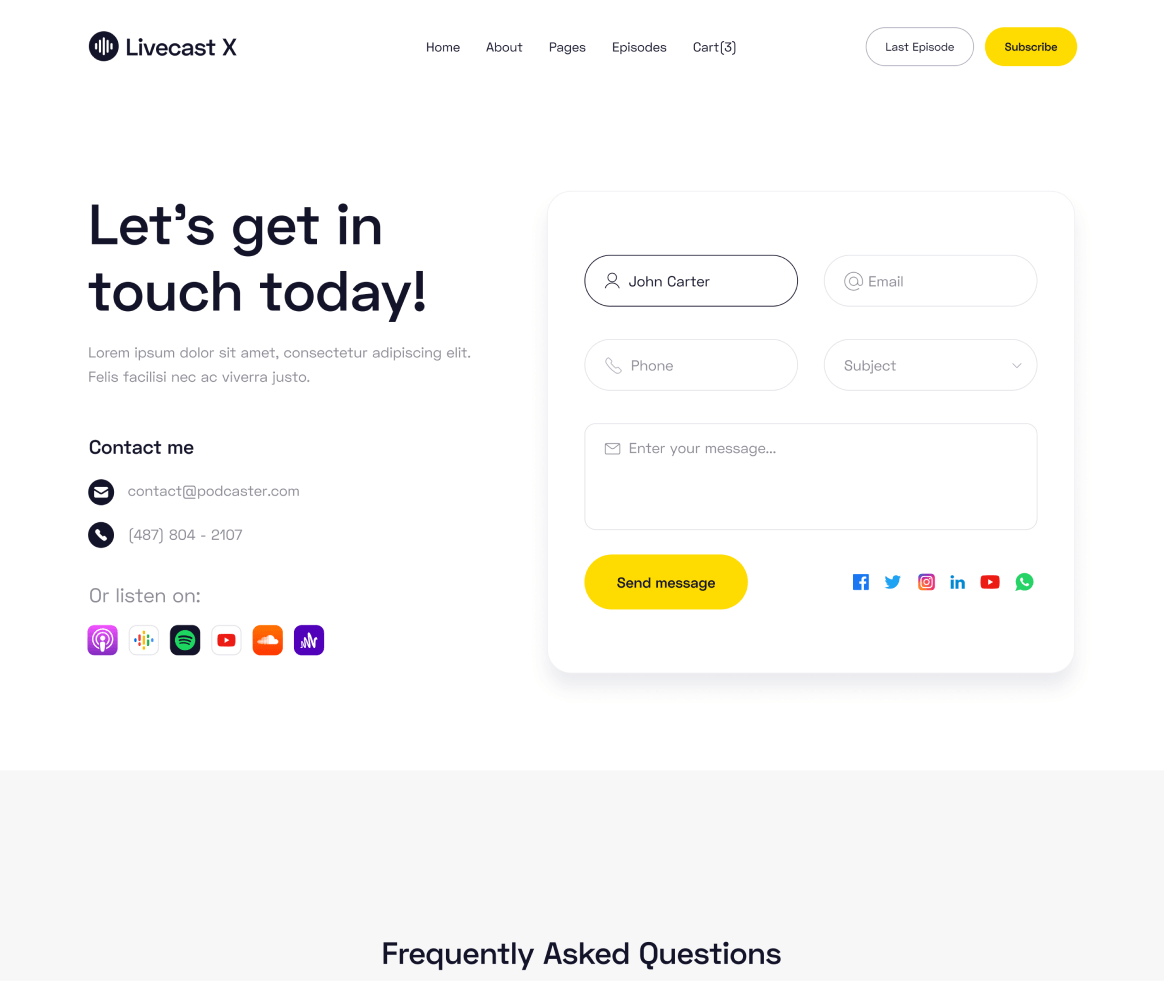 Livecast X
Home
About
Pages
Episodes
Cart(3)
Last Episode
Subscribe
Let's get in
touch today!
Lorem ipsum dolor sit amet, consectetur adipiscing elit.
Felis facilisi nec ac viverra justo.
Contact me
contact@podcaster.com
(487) 804 - 2107
Or listen on:
John Carter
Email
Phone
Subject
Enter your message...
Send message
Frequently Asked Questions